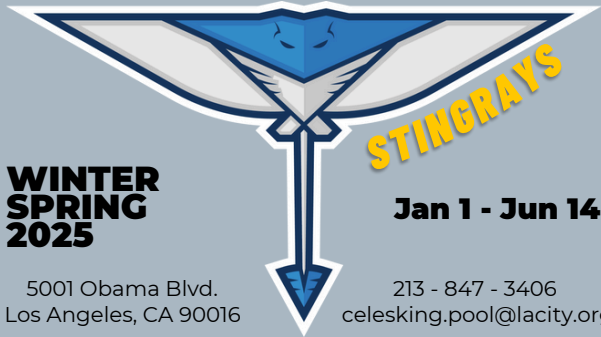 STINGRAYS
WINTER
SPRING
2025
Jan 1 - Jun 14
5001 Obama Blvd.
Los Angeles, CA 90016
213 - 847 - 3406
celesking.pool@lacity.org